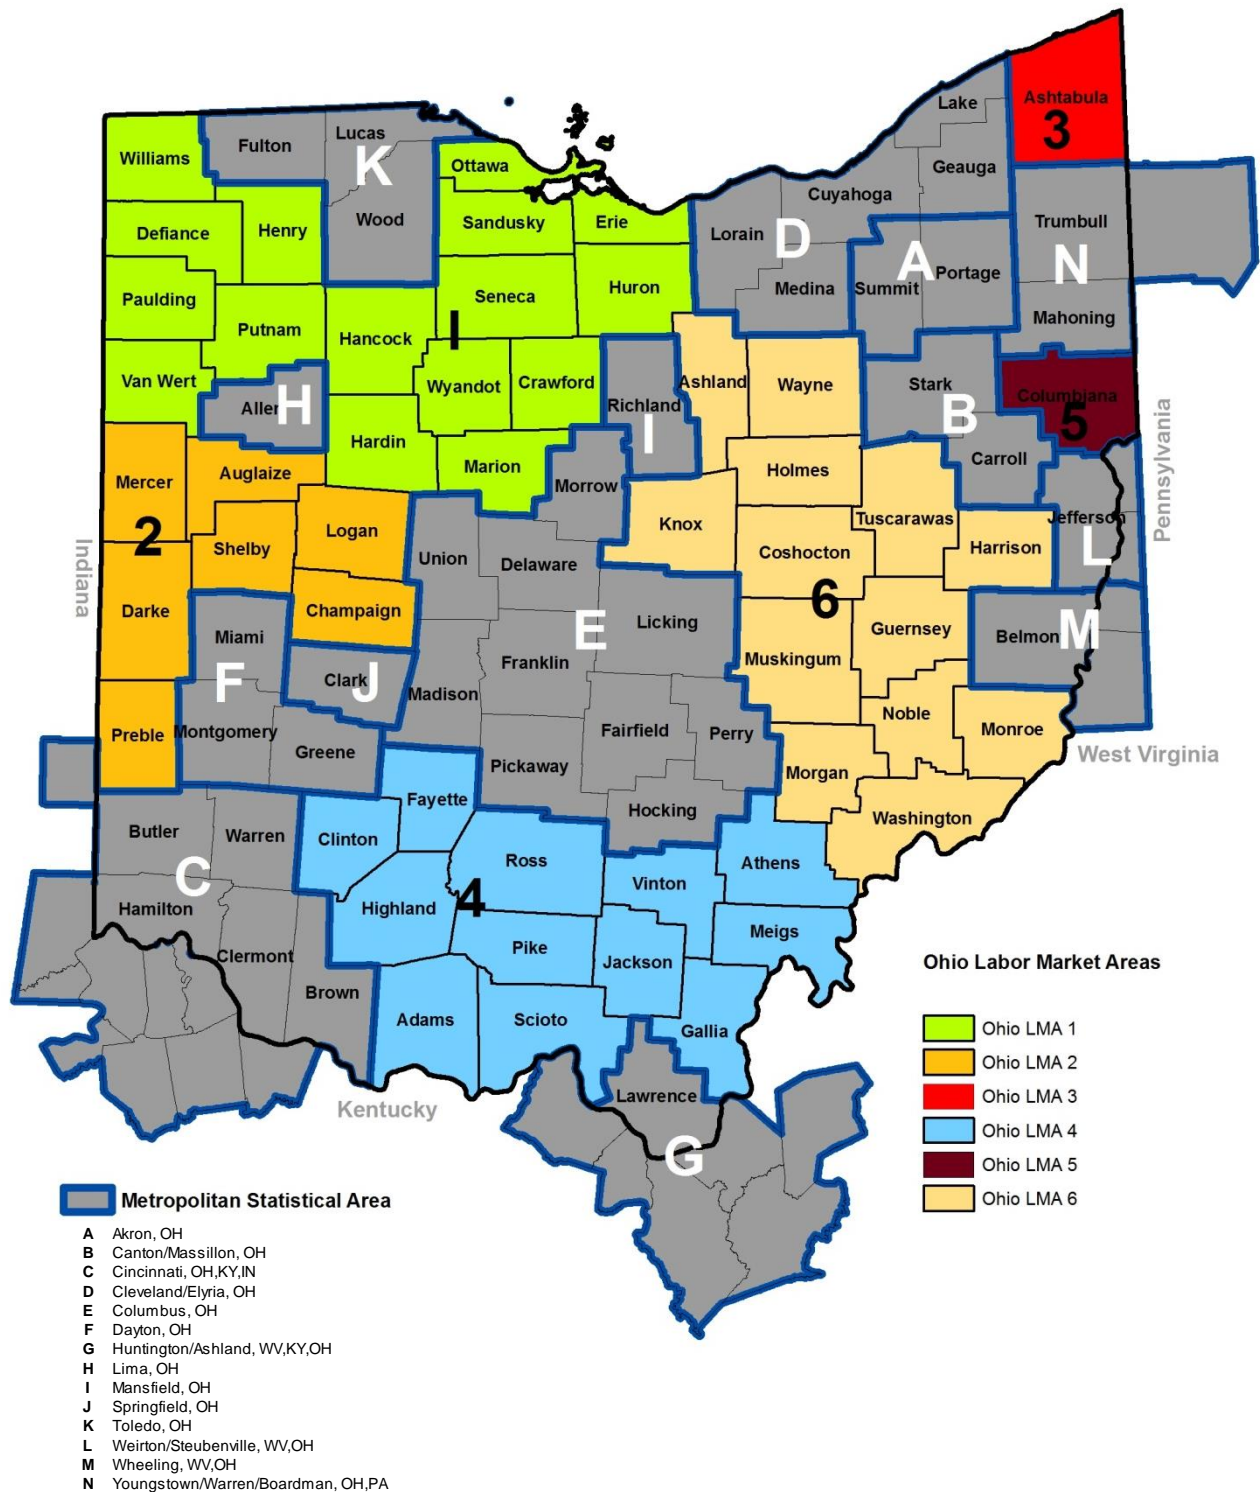 Lake
Ashtabula
3
Williams
Fulton
Lucas
K
Ottawa
Geauga
Cuyahoga
Wood
Sandusky
Erie
Lorain
D
Trumbull
Defiance
Henry
A
Portage
N
Paulding
Seneca
Huron
Medina
Summit
Putnam
Hancock
I
Mahoning
Van Wert
Wyandot
Crawford
Ashland
Wayne
Stark
Columbiana
5
Allen
H
Richland
I
B
Hardin
Marion
Carroll
Mercer
Auglaize
Morrow
Holmes
Pennsylvania
2
Logan
Knox
Tuscarawas
Jefferson
Indiana
Shelby
Union
Delaware
Coshocton
Harrison
L
Darke
Champaign
6
Miami
E
Licking
Guernsey
Belmon
M
Franklin
Muskingum
F
Clark
J
Madison
Noble
Preble
Montgomery
Fairfield
Perry
Monroe
Greene
Pickaway
Morgan
West Virginia
Fayette
Hocking
Washington
Butler
Warren
Clinton
C
Ross
Vinton
Athens
4
Hamilton
Highland
Meigs
Clermont
Pike
Jackson
Brown
Adams
Scioto
Gallia
Kentucky
Lawrence
G
Ohio Labor Market Areas
Ohio LMA 1
Ohio LMA 2
Ohio LMA 3
Ohio LMA 4
Ohio LMA 5
Ohio LMA 6
Metropolitan Statistical Area
A Akron, OH
B Canton/Massillon, OH
C Cincinnati, OH,KY,IN
D Cleveland/Elyria, OH
E Columbus, OH
F Dayton, OH
G Huntington/Ashland, WV,KY,OH
H Lima, OH
I Mansfield, OH
J Springfield, OH
K Toledo, OH
L Weirton/Steubenville, WV,OH
M Wheeling, WV,OH
N Youngstown/Warren/Boardman, OH,PA